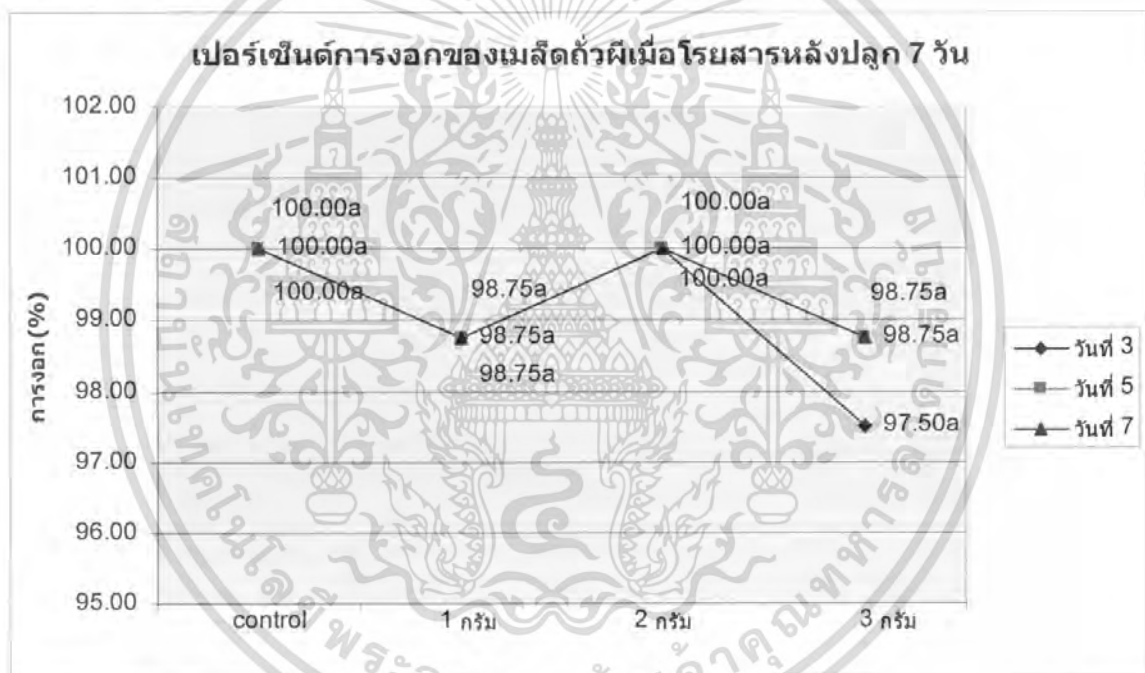 เปอร์เซ็นต์การงอกของเมล็ดถั่วผีเมื่อโรยสารหลังปลูก 7 วัน
102.00
101.00
100.00
99.00
98.00
97.00
96.00
95.00
การงอก (%)
100.00a
100.00a
100.00a
98.75a
98.75a
98.75a
100.00a
100.00a
100.00a
98.75a
98.75a
97.50a
control
1 กรัม
2 กรัม
3 กรัม
วันที่ 3
วันที่ 5
วันที่ 7